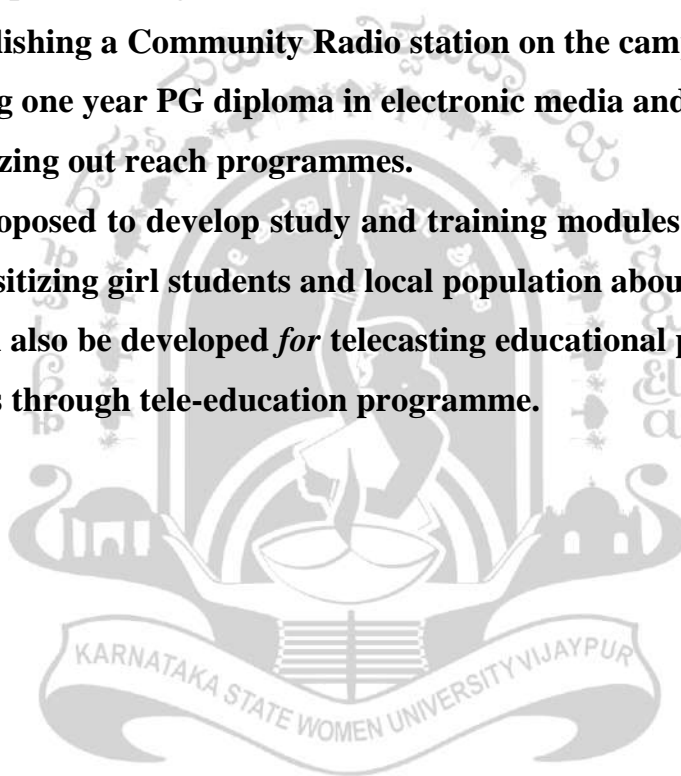 lishing a Community Radio station on the camp
g one year PG diploma in electronic media and
zing out reach programmes.
oposed to develop study and training modules
sitizing girl students and local population abou
also be developed for telecasting educational p
s through tele-education programme.
KARNATAKA STATE WOMEN UNIVERSITY VIJAYPUR